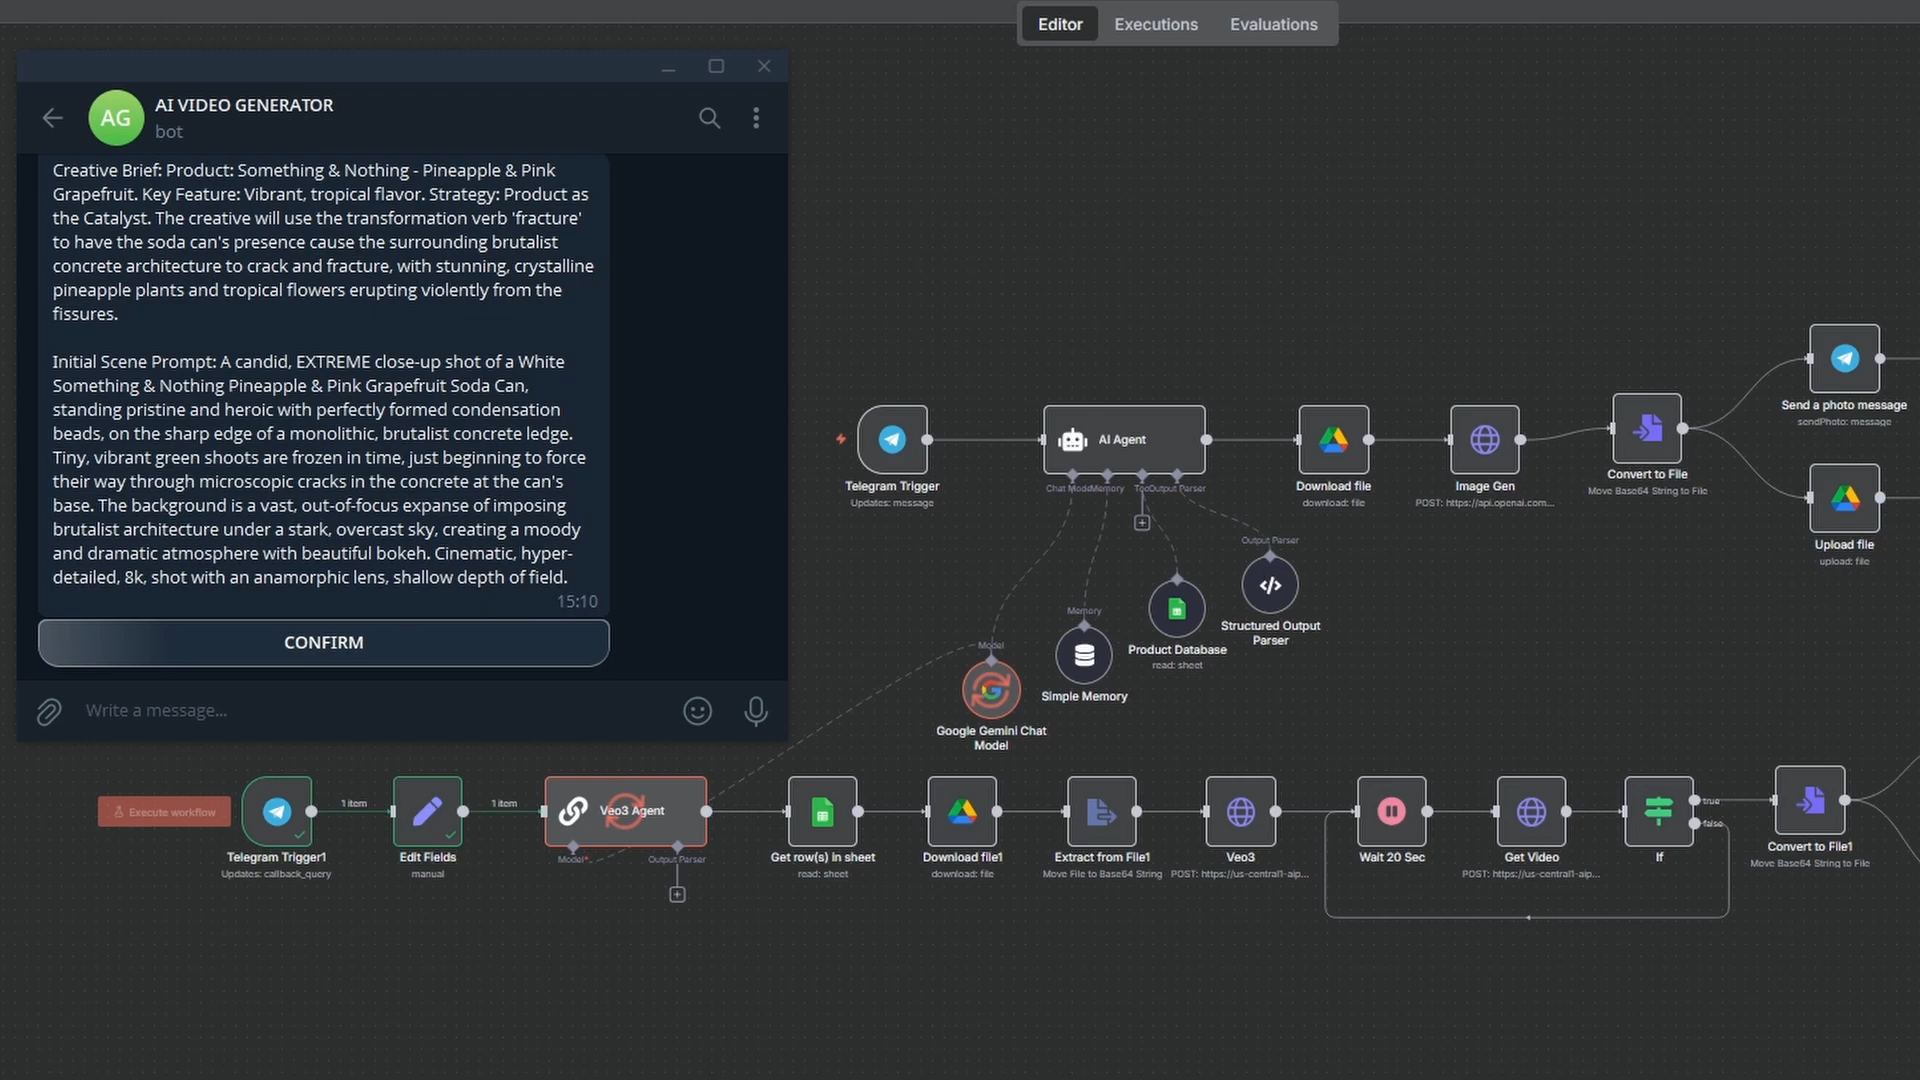 Editor
Executions
Evaluations
AG
AI VIDEO GENERATOR
bot
Creative Brief: Product: Something & Nothing - Pineapple & Pink
Grapefruit. Key Feature: Vibrant, tropical flavor. Strategy: Product as
the Catalyst. The creative will use the transformation verb 'fracture'
to have the soda can's presence cause the surrounding brutalist
concrete architecture to crack and fracture, with stunning, crystalline
pineapple plants and tropical flowers erupting violently from the
fissures.
Initial Scene Prompt: A candid, EXTREME close-up shot of a White
Something & Nothing Pineapple & Pink Grapefruit Soda Can,
standing pristine and heroic with perfectly formed condensation
beads, on the sharp edge of a monolithic, brutalist concrete ledge.
Tiny, vibrant green shoots are frozen in time, just beginning to force
their way through microscopic cracks in the concrete at the can's
base. The background is a vast, out-of-focus expanse of imposing
brutalist architecture under a stark, overcast sky, creating a moody
and dramatic atmosphere with beautiful bokeh. Cinematic, hyper-
detailed, 8k, shot with an anamorphic lens, shallow depth of field.
15:10
CONFIRM
Write a message...
Telegram Trigger
Updates: message
AI Agent
Chat Mode
Memory
Too
Output Parser
Download file
download: file
Image Gen
POST: https://api.openai.com...
Convert to File
Move Base64 String to File
Send a photo message
sendPhoto: message
Upload file
upload: file
Output Parser
Structured Output
Parser
Product Database
read: sheet
Memory
Simple Memory
Model
Google Gemini Chat
Model
Execute workflow
Telegram Trigger1
Updates: callback_query
1 item
Edit Fields
manual
1 item
Veo3 Agent
Model*
Output Parser
Get row(s) in sheet
read: sheet
Download file1
download: file
Extract from File1
Move File to Base64 String
Veo3
POST: https://us-central1-aip...
Wait 20 Sec
Get Video
POST: https://us-central1-aip...
If
true
false
Convert to File1
Move Base64 String to File